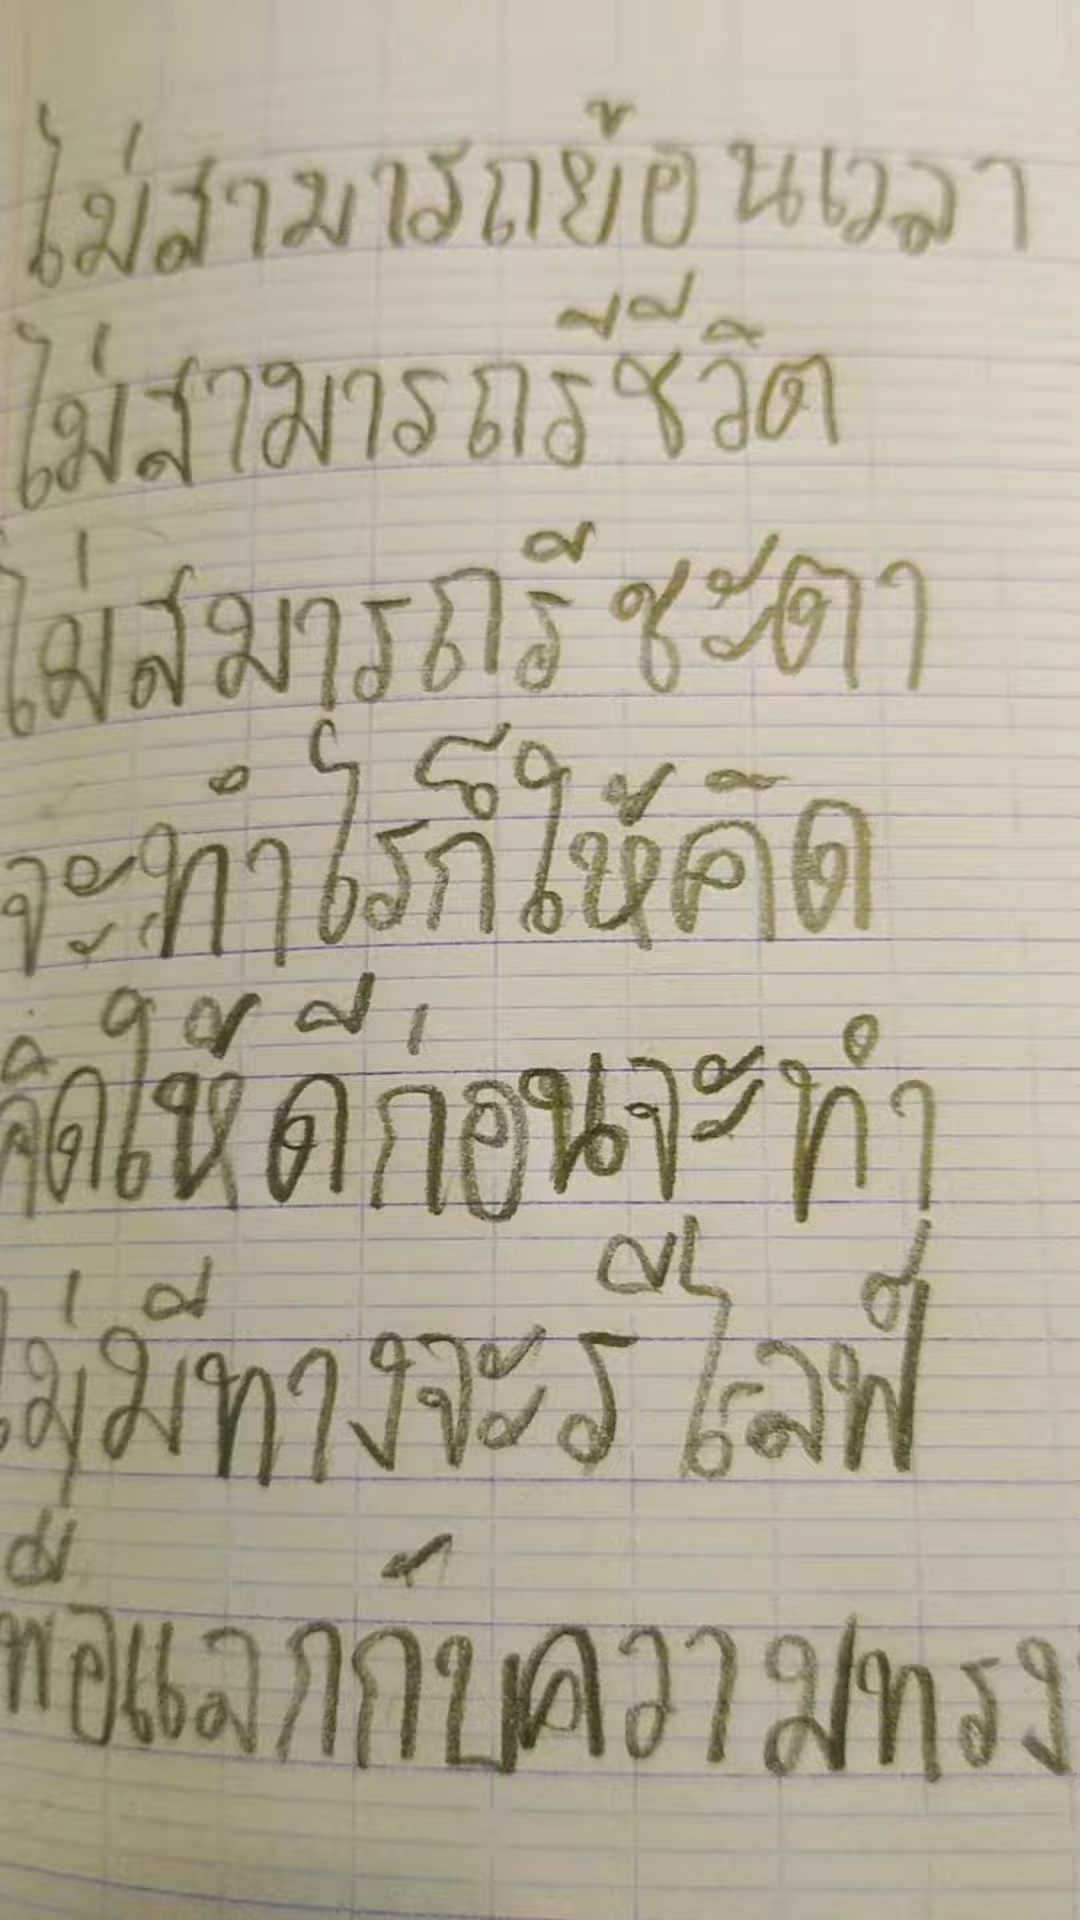 ไม่สามารถย้อนเวลา
ไม่สามารถรีชีวิต
ไม่สมารถรีชะตา
จะทำไรก็ให้คิด
คิดให้ดีก่อนจะทำ
ไม่มีทางจะรีไลฟ์
เพื่อแลกกับความทรง